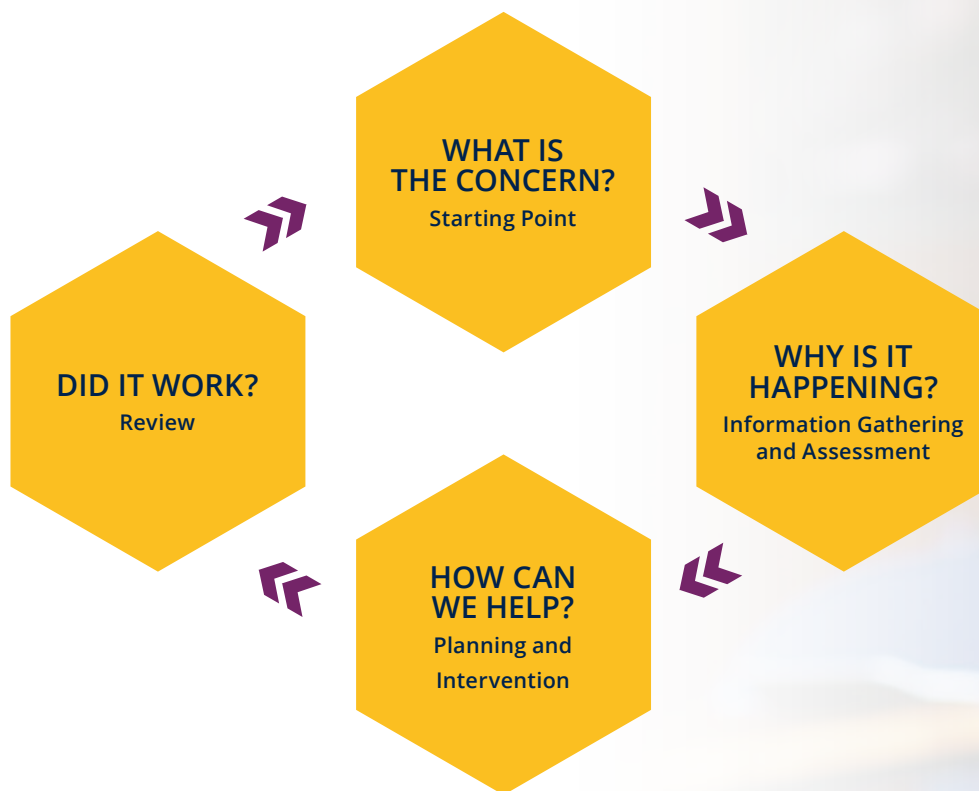 WHAT IS
THE CONCERN?
Starting Point
WHY IS IT
HAPPENING?
Information Gathering
and Assessment
HOW CAN
WE HELP?
Planning and
Intervention
DID IT WORK?
Review